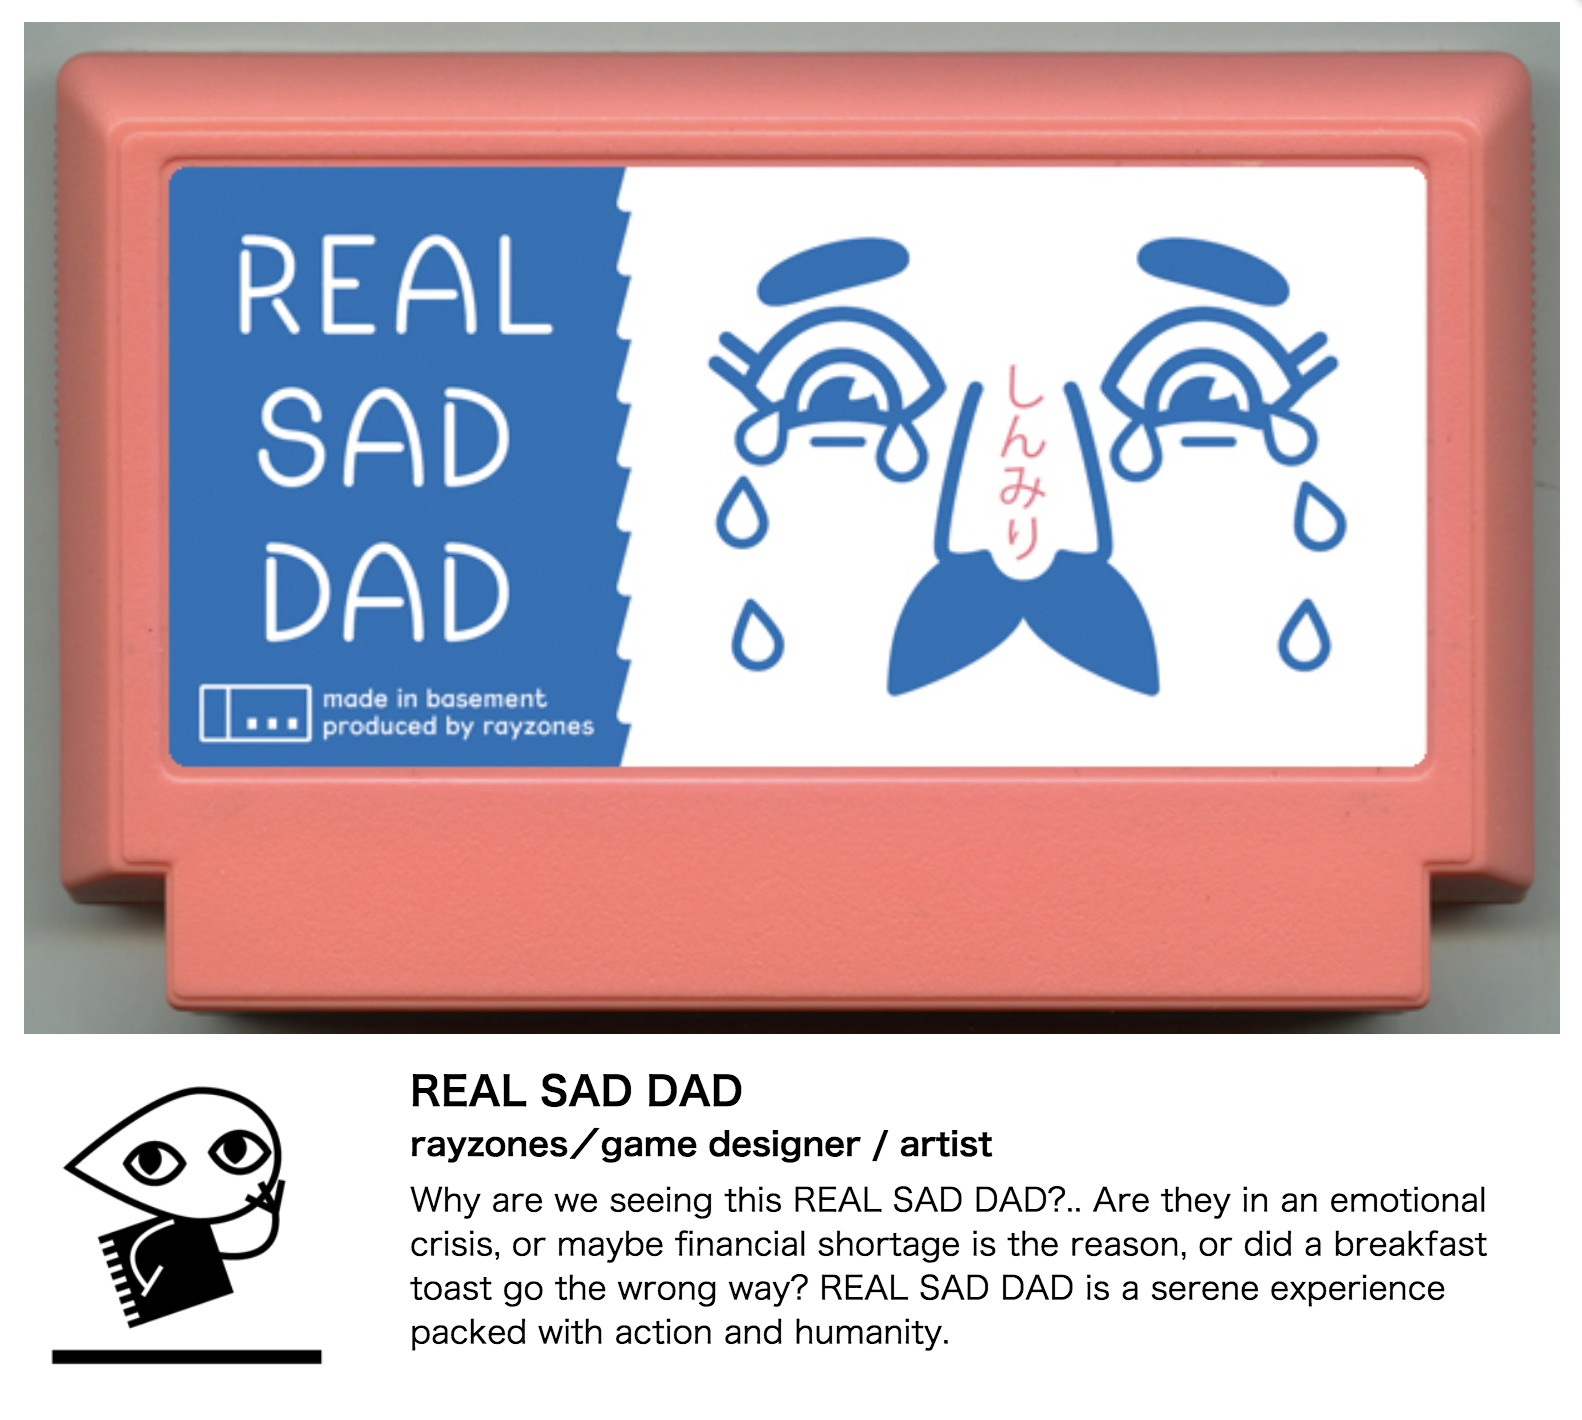 REAL
SAD
DAD
made in basement
produced by rayzones
しんみり
REAL SAD DAD
rayzones／game designer / artist
Why are we seeing this REAL SAD DAD?.. Are they in an emotional
crisis, or maybe financial shortage is the reason, or did a breakfast
toast go the wrong way? REAL SAD DAD is a serene experience
packed with action and humanity.